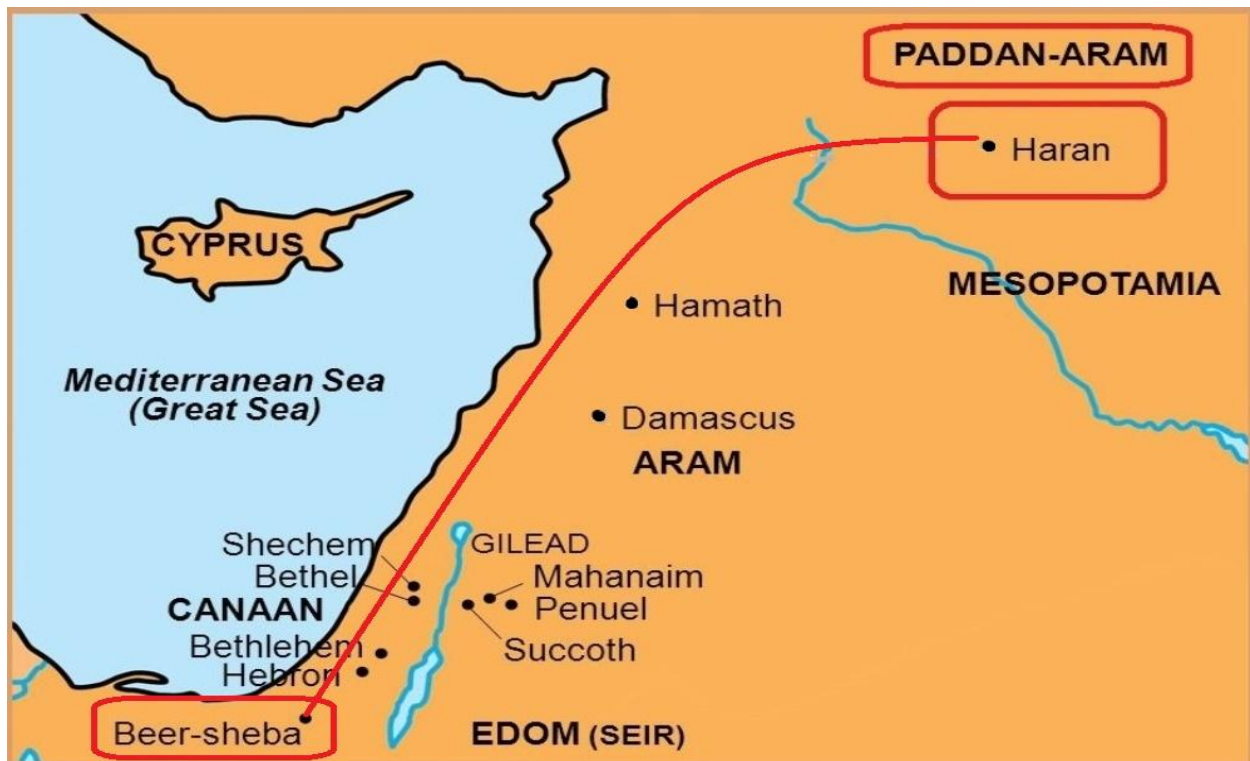 PADDAN-ARAM
Haran
CYPRUS
MESOPOTAMIA
Hamath
Mediterranean Sea
(Great Sea)
Damascus
ARAM
Shechem
GILEAD
Bethel
Mahanaim
CANAAN
Penuel
Bethlehem
Succoth
Hebron
Beer-sheba
EDOM (SEIR)